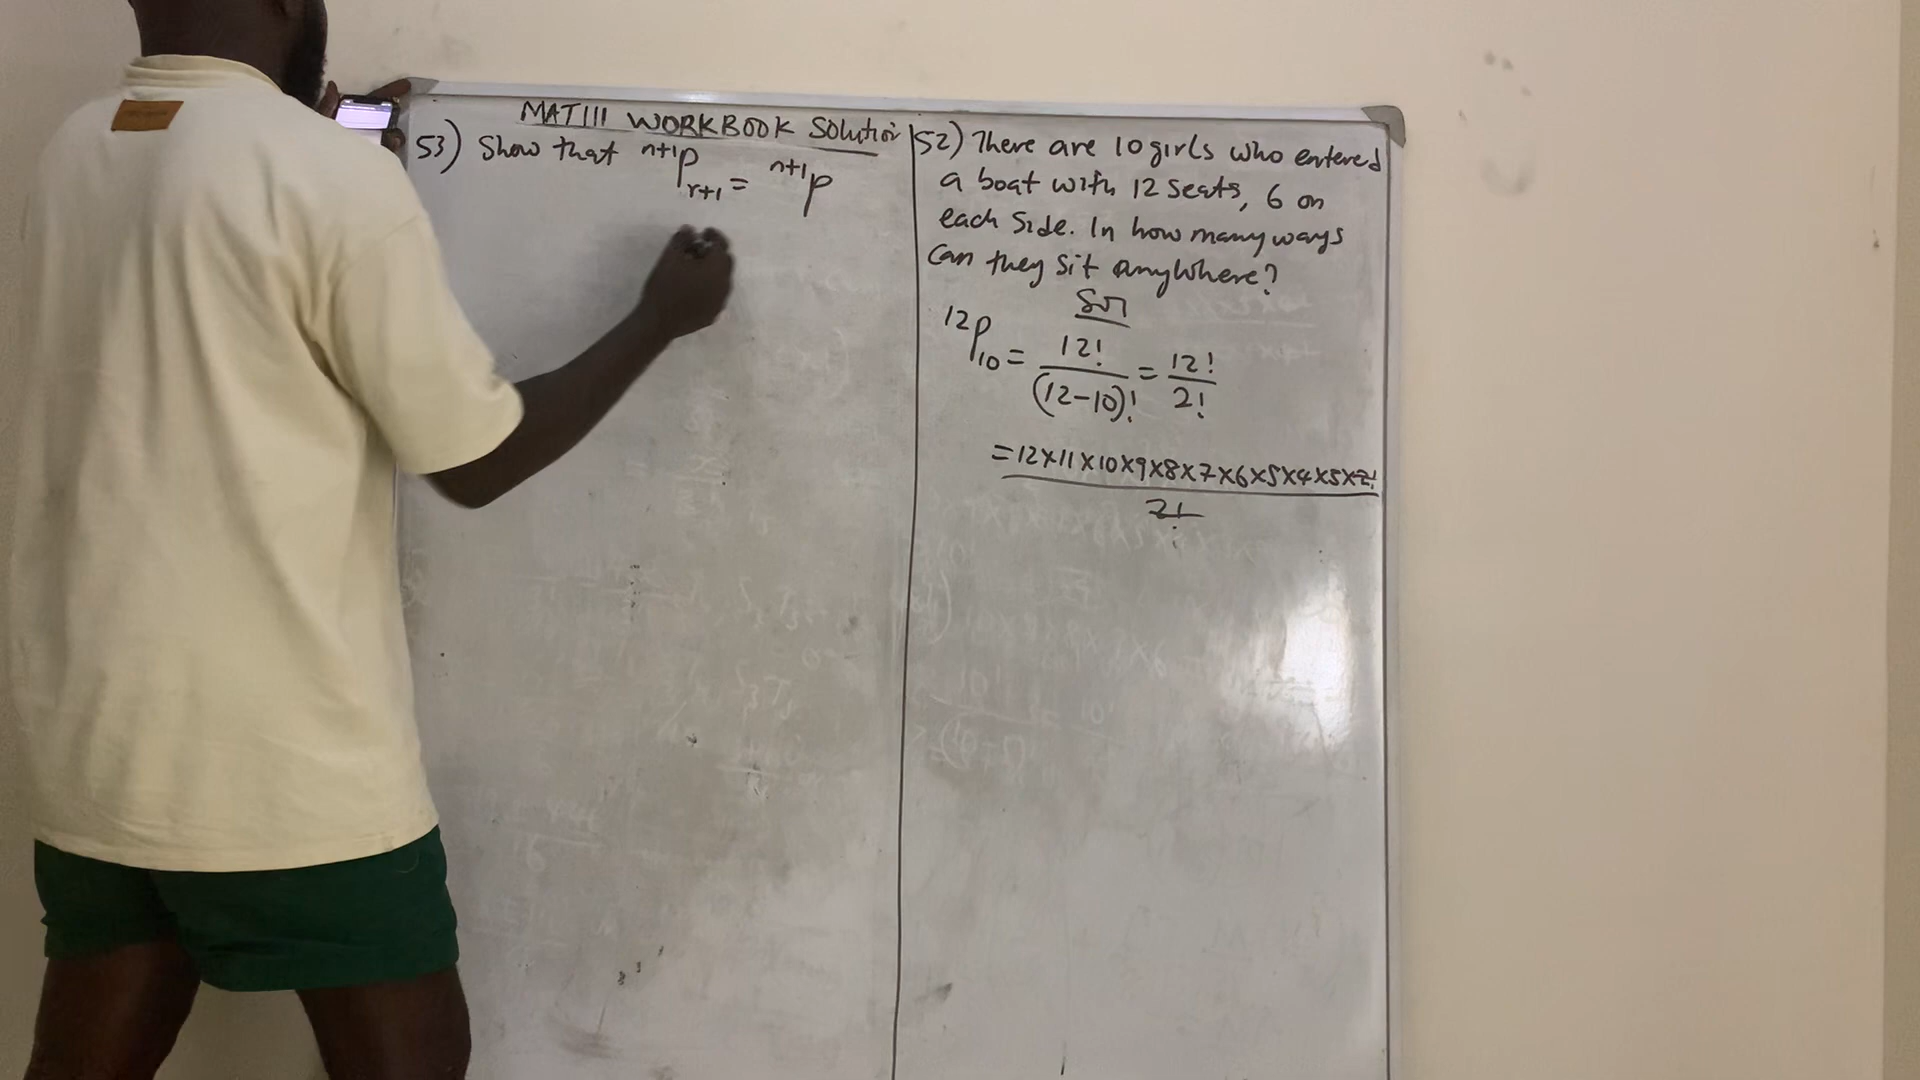 MAT111 WORKBOOK Solution
53) Show that n+1Pr+1 = n+1P
52) There are 10 girls who entered
a boat with 12 seats, 6 on
each side. In how many ways
can they sit anywhere?
Sol
12P10 = 12!/(12-10)! = 12!/2!
= 12×11×10×9×8×7×6×5×4×3×2!
2!